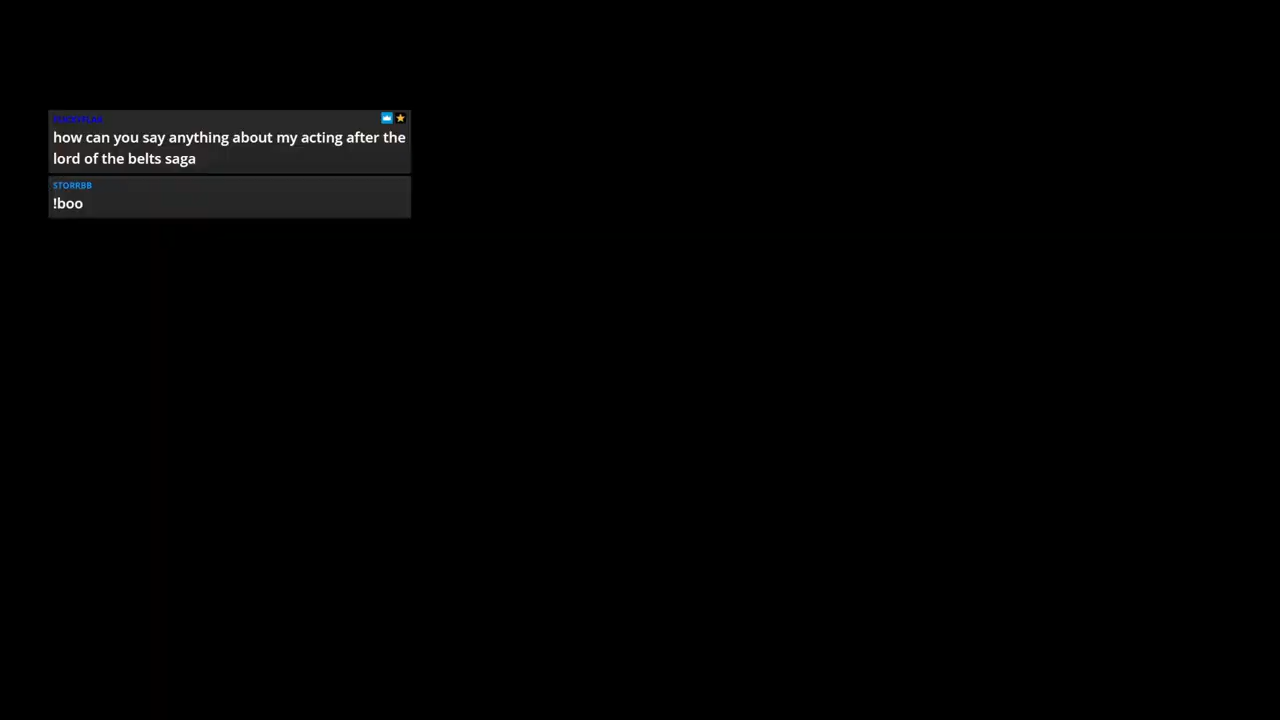 how can you say anything about my acting after the
lord of the belts saga
STORRBB
!boo